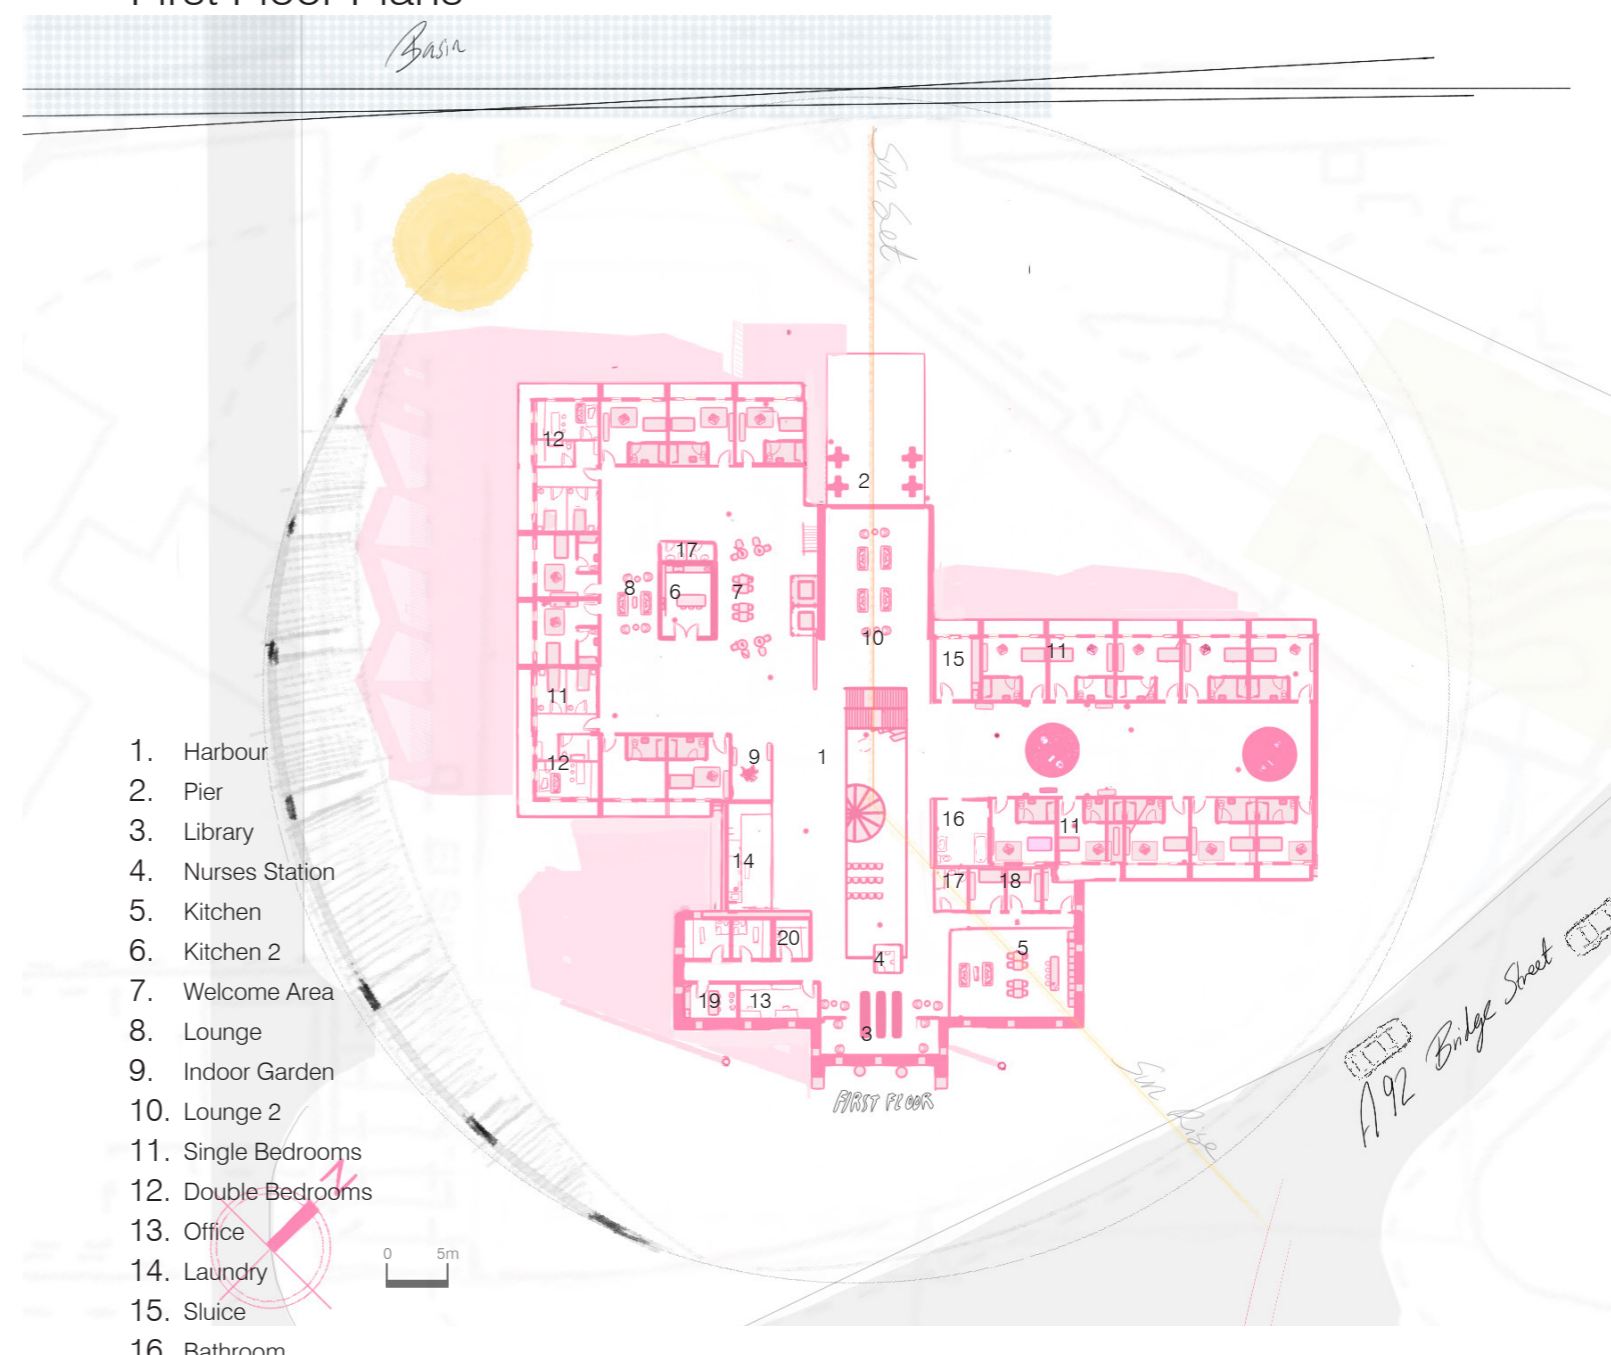 First Floor Plans
Basin
Sun Set
12
2
17
8
6
7
10
15
11
11
12
9
1
16
11
14
17
18
20
5
4
19
13
3
FIRST FLOOR
Sun Rise
A92 Bridge Street
1. Harbour
2. Pier
3. Library
4. Nurses Station
5. Kitchen
6. Kitchen 2
7. Welcome Area
8. Lounge
9. Indoor Garden
10. Lounge 2
11. Single Bedrooms
12. Double Bedrooms
13. Office
14. Laundry
15. Sluice
16. Bathroom
N
0 5m